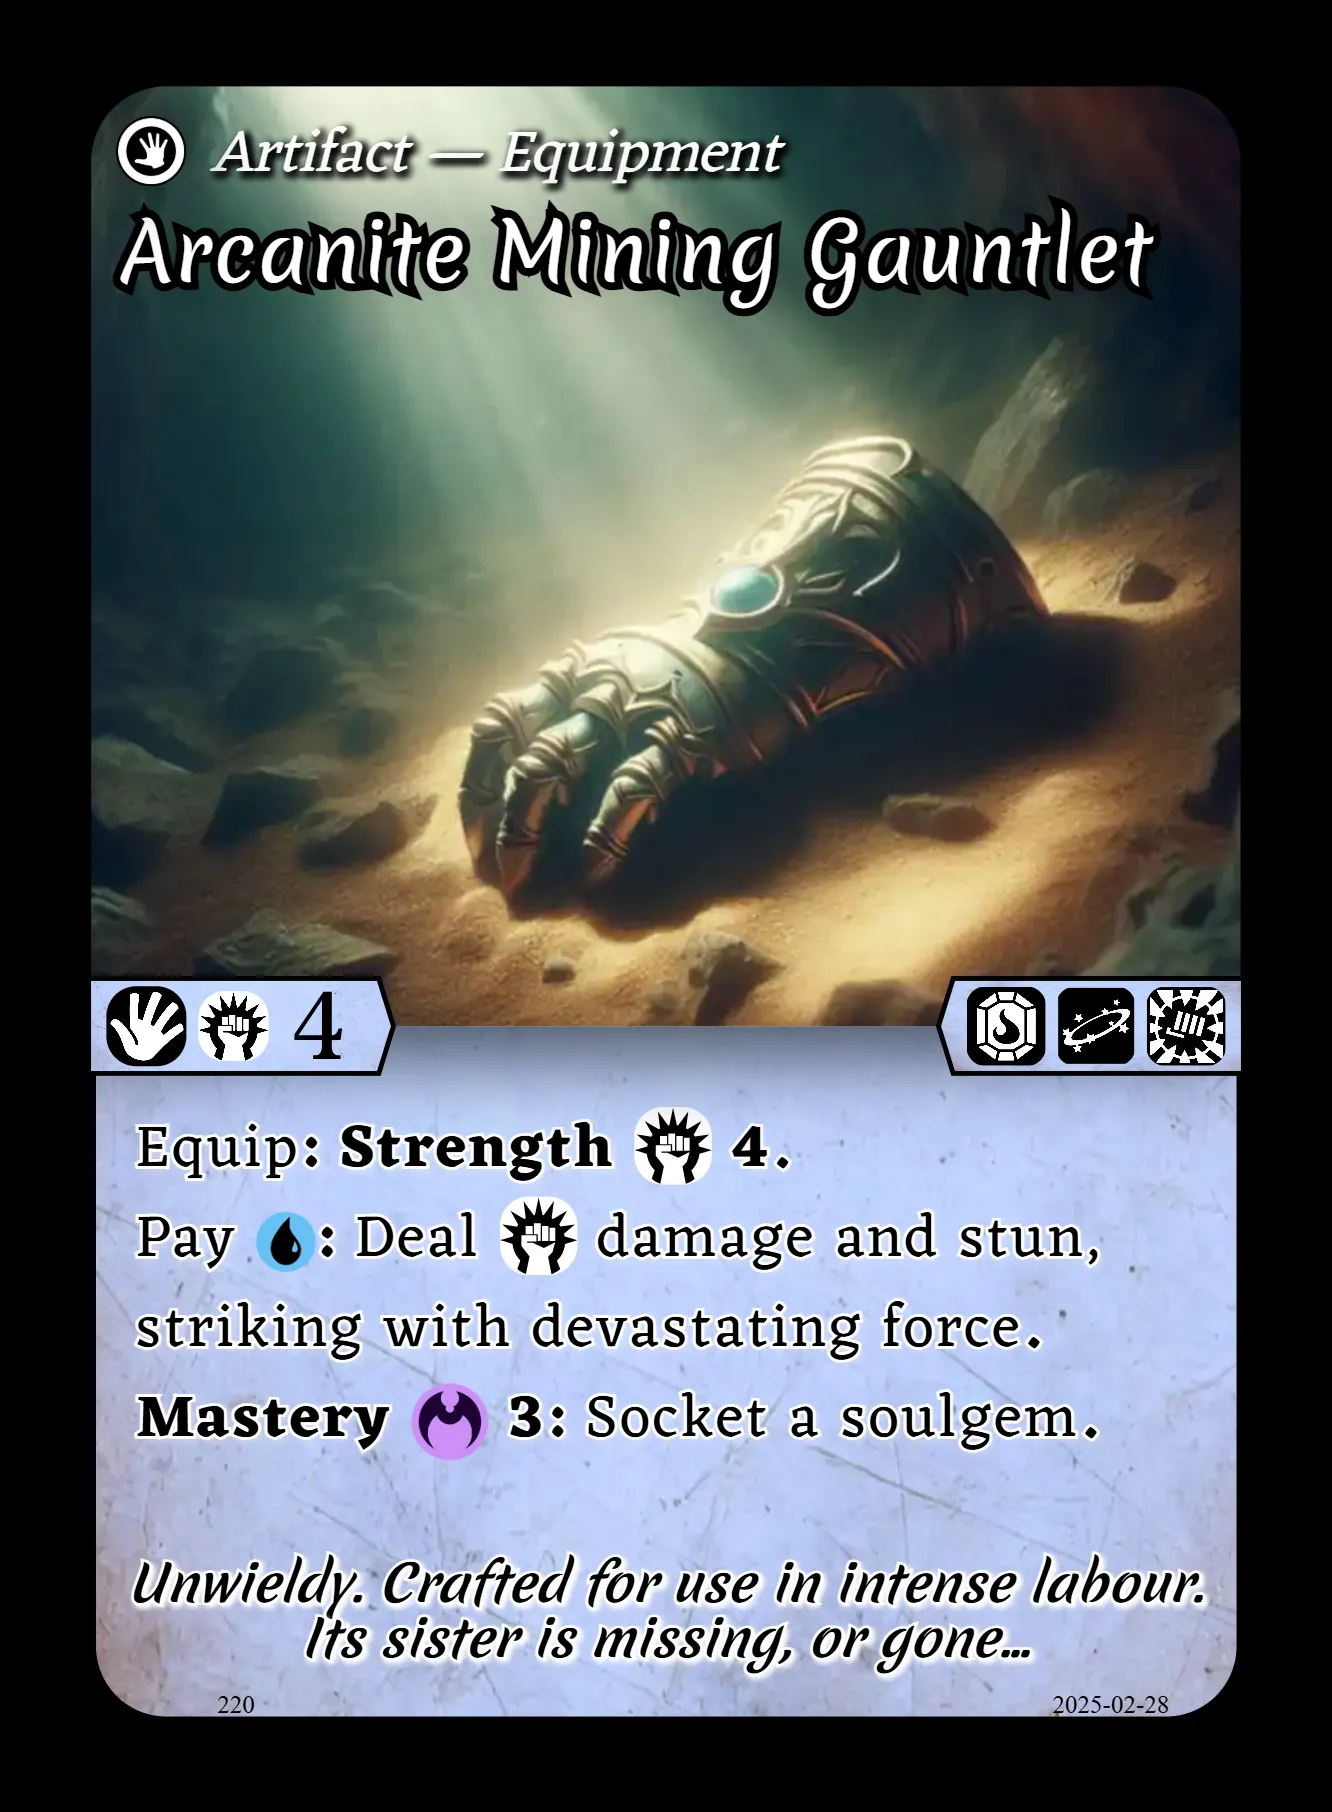 Artifact — Equipment
Arcanite Mining Gauntlet
4
Equip: Strength 4.
Pay : Deal damage and stun,
striking with devastating force.
Mastery 3: Socket a soulgem.
Unwieldy. Crafted for use in intense labour.
Its sister is missing, or gone...
220
2025-02-28